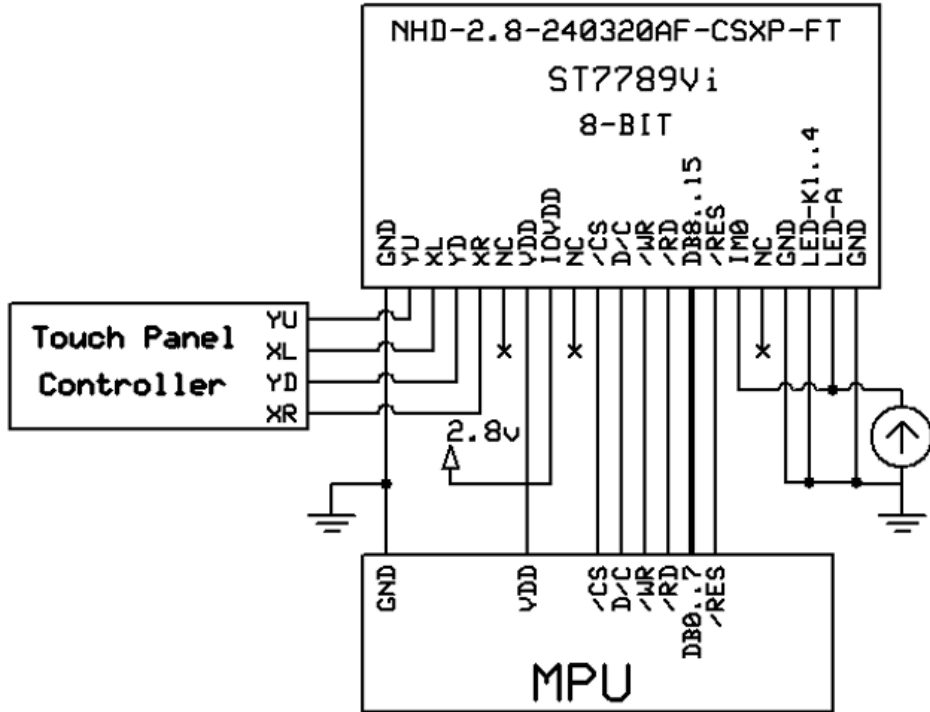 NHD-2.8-240320AF-CSXP-FT
ST7789Vi
8-BIT
GND
YU
XL
YD
XR
NC
VDD
IOVDD
NC
/CS
D/C
/WR
/RD
DB8..15
/RES
IM0
NC
GND
LED-K1..4
LED-A
GND
Touch Panel
Controller
YU
XL
YD
XR
2.8v
GND
VDD
/CS
D/C
/WR
/RD
DB0..7
/RES
MPU